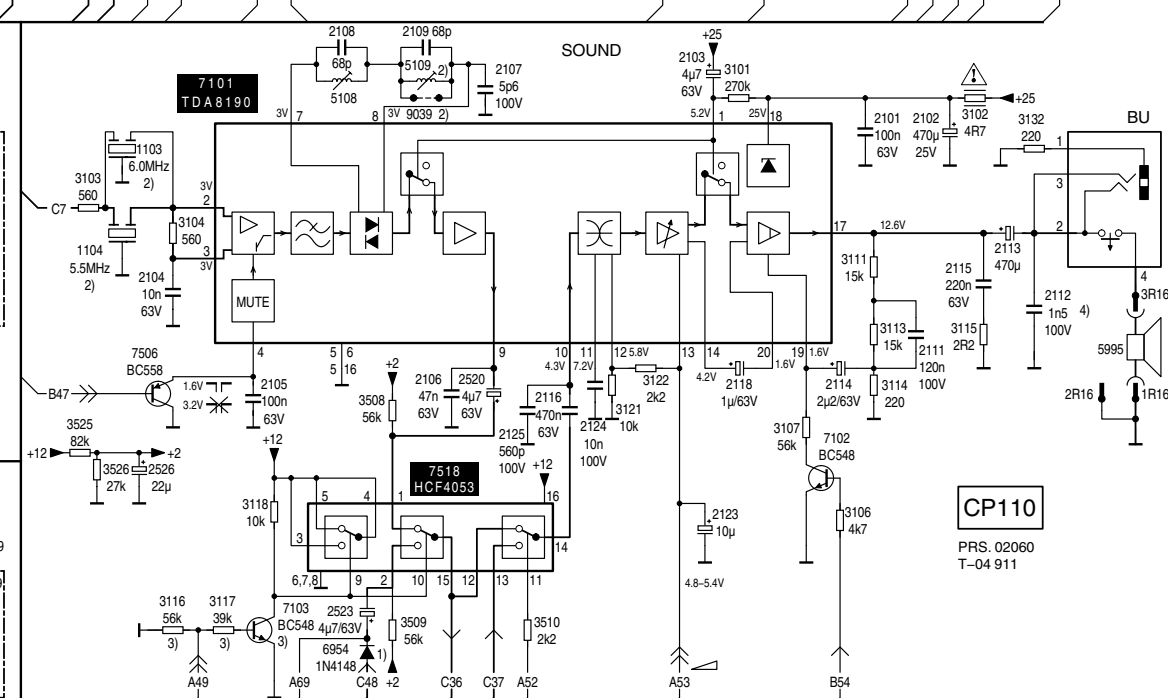 SOUND
7101
TDA8190
2108
68p
5108
2109 68p
5109
2)
9039 2)
2107
5p6
100V
+25
2103
4µ7
63V
3101
270k
3102
4R7
+25
2101
100n
63V
2102
470µ
25V
3132
220
BU
1
3
2
4
3V
7
8
3V
5.2V
1
25V
18
1103
6.0MHz
2)
3103
560
C7
1104
5.5MHz
2)
3104
560
3V
2
3
3V
2104
10n
63V
MUTE
17
12.6V
3111
15k
2113
470µ
2115
220n
63V
3115
2R2
2112
1n5
100V
4)
3R16
5995
2R16
1R16
3113
15k
2111
120n
100V
3114
220
4
5
6
5
16
9
10
4.3V
11
7.2V
12
5.8V
13
14
4.2V
20
1.6V
19
1.6V
7506
BC558
B47
1.6V
3.2V
2105
100n
63V
+2
3508
56k
2106
47n
63V
2520
4µ7
63V
2116
470n
63V
2125
560p
100V
2124
10n
100V
3121
10k
3122
2k2
2118
1µ/63V
2114
2µ2/63V
3107
56k
7102
BC548
3106
4k7
3525
82k
+12
+2
3526
27k
2526
22µ
+12
3118
10k
7518
HCF4053
+12
16
5
4
1
3
14
6,7,8
9
2
10
15
12
13
11
2123
10µ
4.8–5.4V
CP110
PRS. 02060
T–04 911
3116
56k
3)
3117
39k
3)
7103
BC548
3)
2523
4µ7/63V
6954
1N4148
1)
3509
56k
3510
2k2
A49
A69
C48
+2
C36
C37
A52
A53
B54